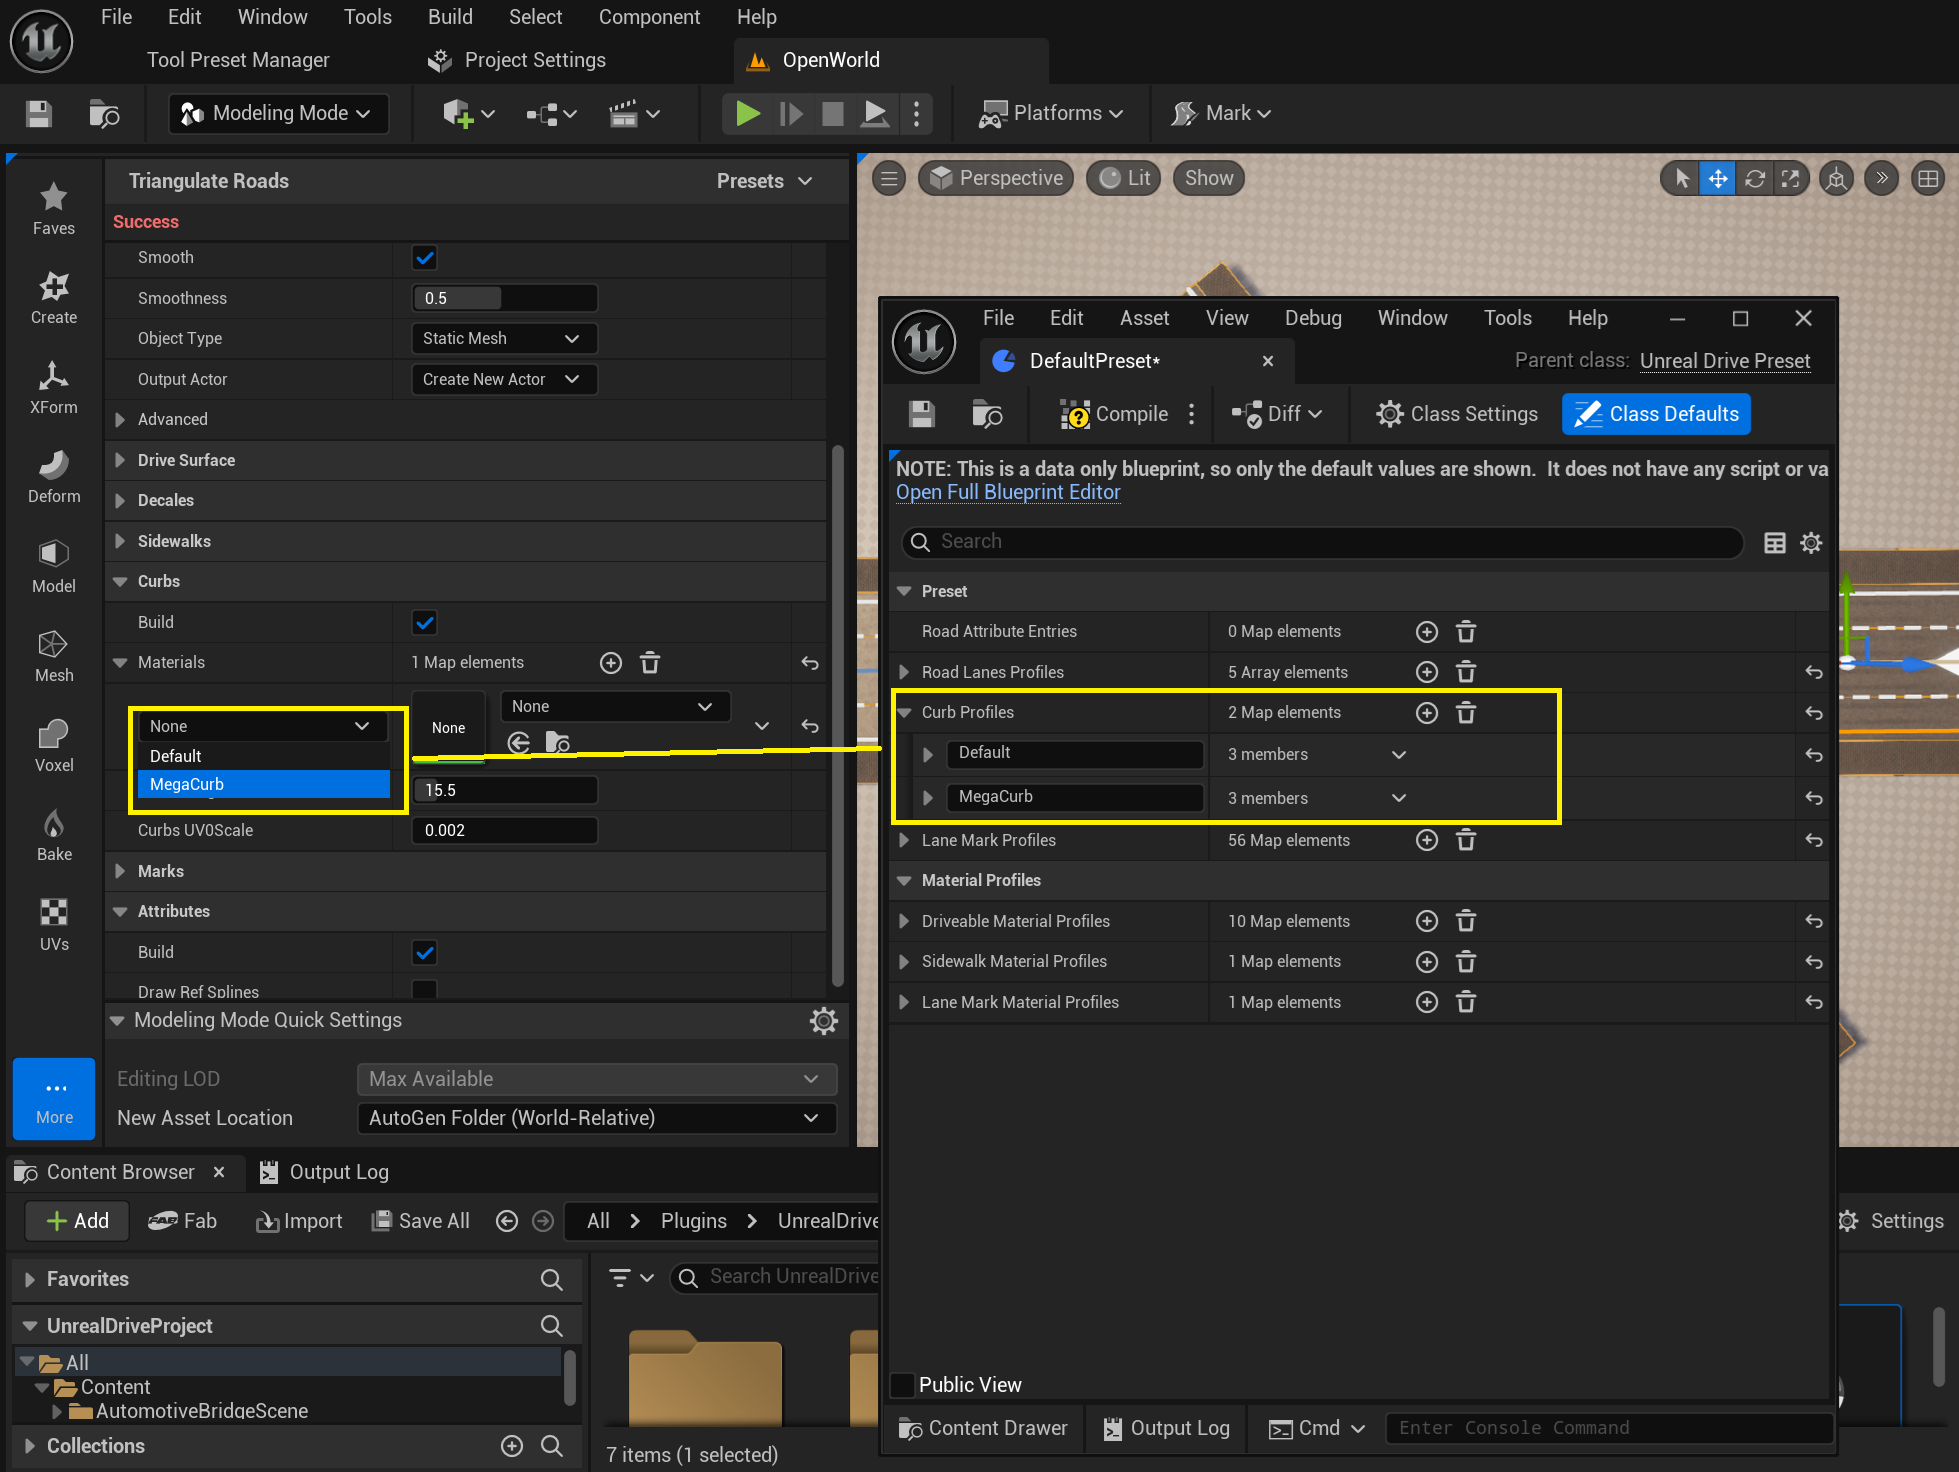 File Edit Window Tools Build Select Component Help
Tool Preset Manager Project Settings OpenWorld
Modeling Mode Platforms Mark
Triangulate Roads Presets
Success
Smooth
Smoothness 0.5
Object Type Static Mesh
Output Actor Create New Actor
Advanced
Drive Surface
Decales
Sidewalks
Curbs
Build
Materials 1 Map elements
None None None
Default
MegaCurb
15.5
Curbs UV0Scale 0.002
Marks
Attributes
Build
Draw Ref Splines
Modeling Mode Quick Settings
Editing LOD Max Available
New Asset Location AutoGen Folder (World-Relative)
Faves
Create
XForm
Deform
Model
Mesh
Voxel
Bake
UVs
More
Perspective Lit Show
File Edit Asset View Debug Window Tools Help
DefaultPreset* Parent class: Unreal Drive Preset
Compile Diff Class Settings Class Defaults
NOTE: This is a data only blueprint, so only the default values are shown. It does not have any script or va
Open Full Blueprint Editor
Search
Preset
Road Attribute Entries 0 Map elements
Road Lanes Profiles 5 Array elements
Curb Profiles 2 Map elements
Default 3 members
MegaCurb 3 members
Lane Mark Profiles 56 Map elements
Material Profiles
Driveable Material Profiles 10 Map elements
Sidewalk Material Profiles 1 Map elements
Lane Mark Material Profiles 1 Map elements
Public View
Content Drawer Output Log Cmd Enter Console Command
Content Browser Output Log
Add Fab Import Save All All Plugins UnrealDrive Settings
Favorites
Search UnrealDrive
UnrealDriveProject
All
Content
AutomotiveBridgeScene
Collections
7 items (1 selected)